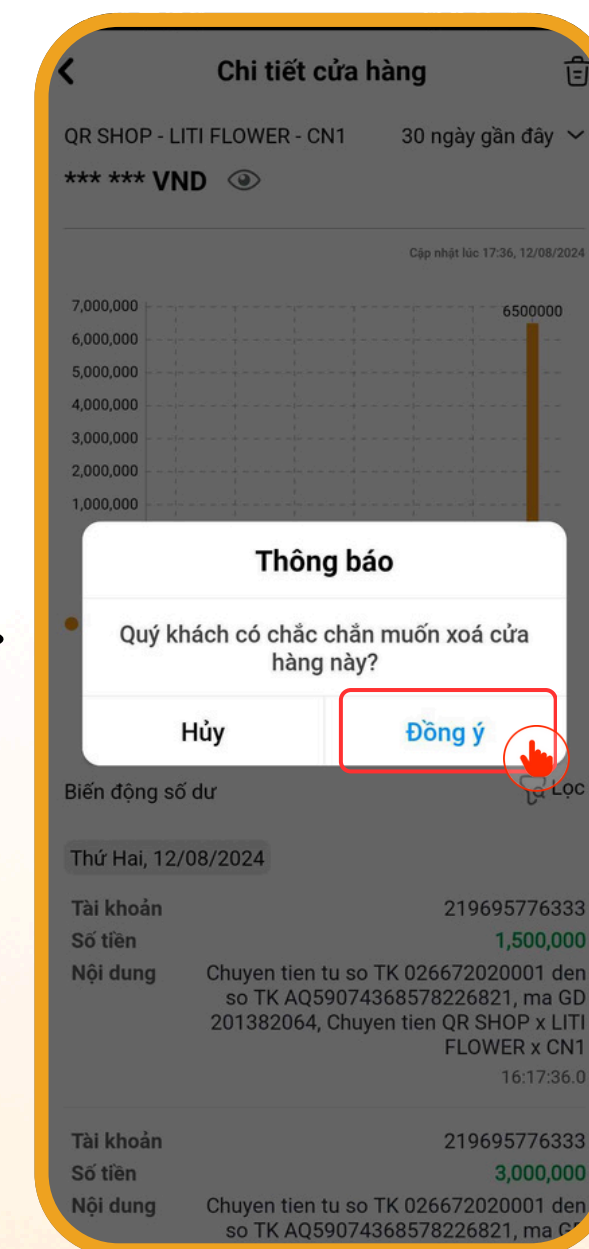 Chi tiết cửa hàng
QR SHOP - LITI FLOWER - CN1 30 ngày gần đây
*** *** VND
Cập nhật lúc 17:36, 12/08/2024
7,000,000
6500000
6,000,000
5,000,000
4,000,000
3,000,000
2,000,000
1,000,000
Thông báo
Quý khách có chắc chắn muốn xoá cửa
hàng này?
Hủy Đồng ý
Biến động số dư Lọc
Thứ Hai, 12/08/2024
Tài khoản 219695776333
Số tiền 1,500,000
Nội dung Chuyen tien tu so TK 026672020001 den
so TK AQ59074368578226821, ma GD
201382064, Chuyen tien QR SHOP x LITI
FLOWER x CN1
16:17:36.0
Tài khoản 219695776333
Số tiền 3,000,000
Nội dung Chuyen tien tu so TK 026672020001 den
so TK AQ59074368578226821, ma GD